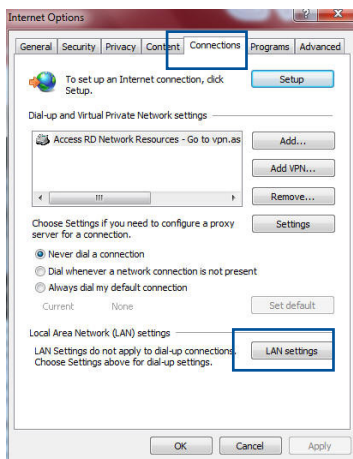 Internet Options
General Security Privacy Content Connections Programs Advanced
To set up an Internet connection, click
Setup.
Setup
Dial-up and Virtual Private Network settings
Access RD Network Resources - Go to vpn.as
Add...
Add VPN...
Remove...
Choose Settings if you need to configure a proxy
server for a connection.
Settings
Never dial a connection
Dial whenever a network connection is not present
Always dial my default connection
Current None
Set default
Local Area Network (LAN) settings
LAN Settings do not apply to dial-up connections.
Choose Settings above for dial-up settings.
LAN settings
OK Cancel Apply